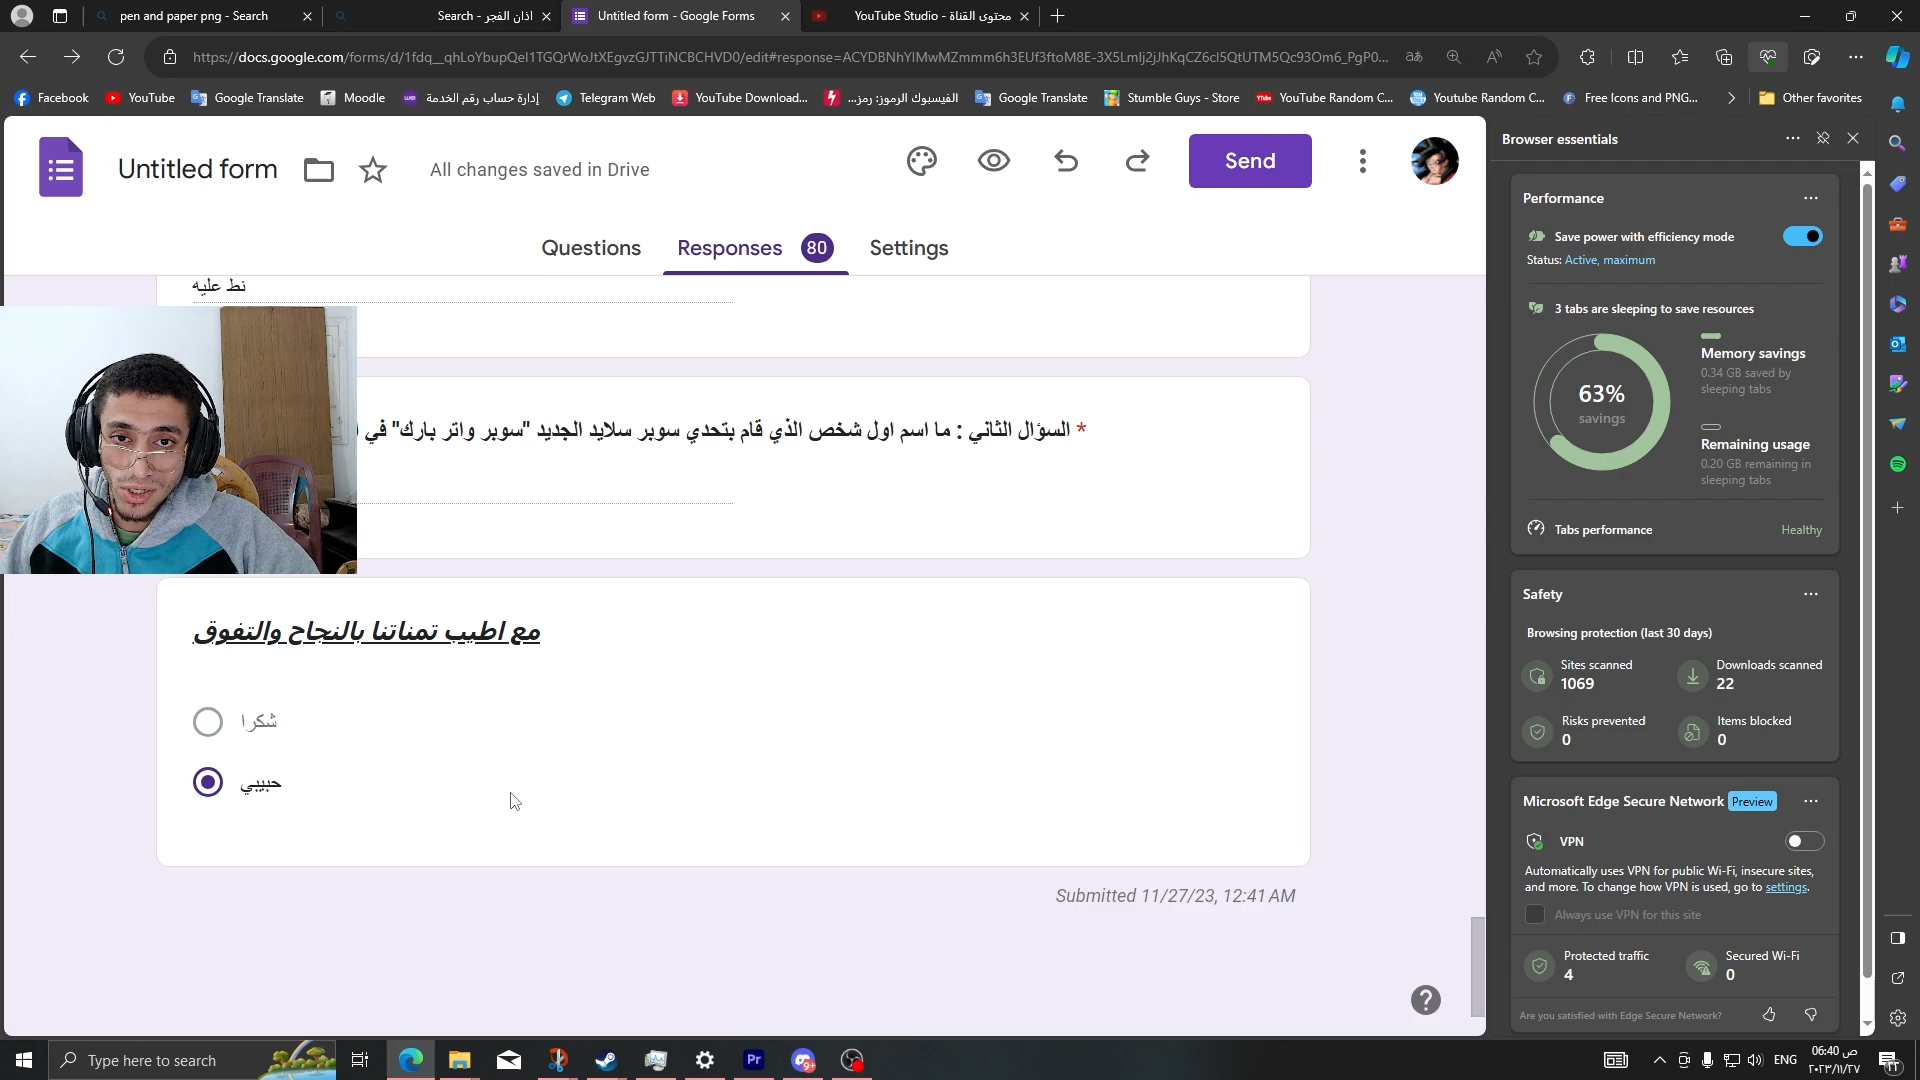 pen and paper png - Search
اذان الفجر - Search
Untitled form - Google Forms
محتوى القناة - YouTube Studio
https://docs.google.com/forms/d/1fdq__qhLoYbupQel1TGQrWoJtXEgvzGJTTiNCBCHVD0/edit#response=ACYDBNhYIMwMZmmm6h3EUf3ftoM8E-3X5LmIj2jJhKqCZ6cl5QtUTM5Qc93Om6_PgP0...
Facebook
YouTube
Google Translate
Moodle
إدارة حساب رقم الخدمة
Telegram Web
YouTube Download...
الفيسبوك الرموز: رمز...
Google Translate
Stumble Guys - Store
YouTube Random C...
Youtube Random C...
Free Icons and PNG...
Other favorites
Untitled form
All changes saved in Drive
Send
Questions
Responses 80
Settings
نط عليه
السؤال الثاني : ما اسم اول شخص الذي قام بتحدي سوبر سلايد الجديد "سوبر واتر بارك" في *
مع اطيب تمناتنا بالنجاح والتفوق
شكرا
حبيبي
Submitted 11/27/23, 12:41 AM
Browser essentials
Performance
Save power with efficiency mode
Status: Active, maximum
3 tabs are sleeping to save resources
63%
savings
Memory savings
0.34 GB saved by
sleeping tabs
Remaining usage
0.20 GB remaining in
sleeping tabs
Tabs performance
Healthy
Safety
Browsing protection (last 30 days)
Sites scanned
1069
Downloads scanned
22
Risks prevented
0
Items blocked
0
Microsoft Edge Secure Network Preview
VPN
Automatically uses VPN for public Wi-Fi, insecure sites,
and more. To change how VPN is used, go to settings.
Always use VPN for this site
Protected traffic
4
Secured Wi-Fi
0
Are you satisfied with Edge Secure Network?
Type here to search
Pr
9+
ENG
06:40 ص
٢٠٢٣/١١/٢٧